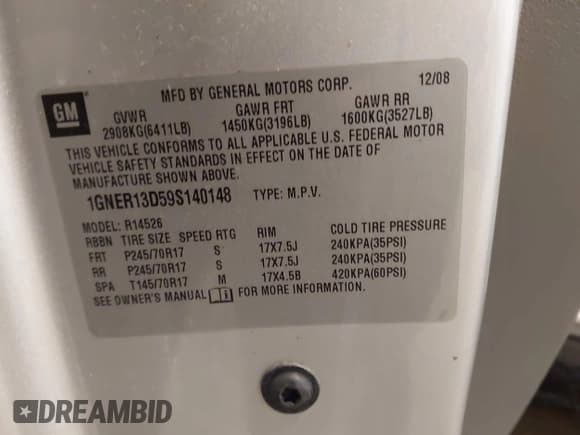 GM
MFD BY GENERAL MOTORS CORP. 12/08
GVWR GAWR FRT GAWR RR
2908KG(6411LB) 1450KG(3196LB) 1600KG(3527LB)
THIS VEHICLE CONFORMS TO ALL APPLICABLE U.S. FEDERAL MOTOR
VEHICLE SAFETY STANDARDS IN EFFECT ON THE DATE OF
MANUFACTURE SHOWN ABOVE.
1GNER13D59S140148 TYPE: M.P.V.
MODEL: R14526
RBBN TIRE SIZE SPEED RTG RIM COLD TIRE PRESSURE
FRT P245/70R17 S 17X7.5J 240KPA(35PSI)
RR P245/70R17 S 17X7.5J 240KPA(35PSI)
SPA T145/70R17 M 17X4.5B 420KPA(60PSI)
SEE OWNER'S MANUAL FOR MORE INFORMATION.
DREAMBID